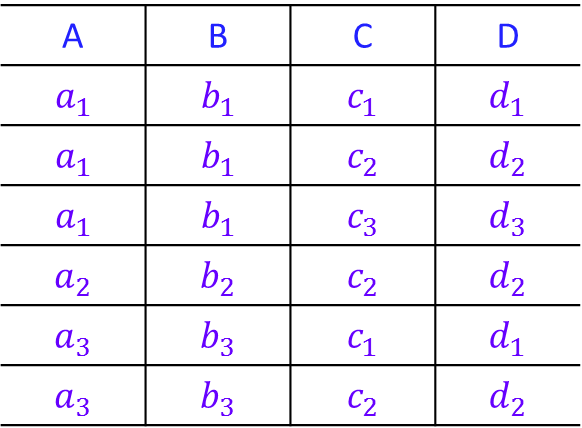 A B C D
a₁ b₁ c₁ d₁
a₁ b₁ c₂ d₂
a₁ b₁ c₃ d₃
a₂ b₂ c₂ d₂
a₃ b₃ c₁ d₁
a₃ b₃ c₂ d₂